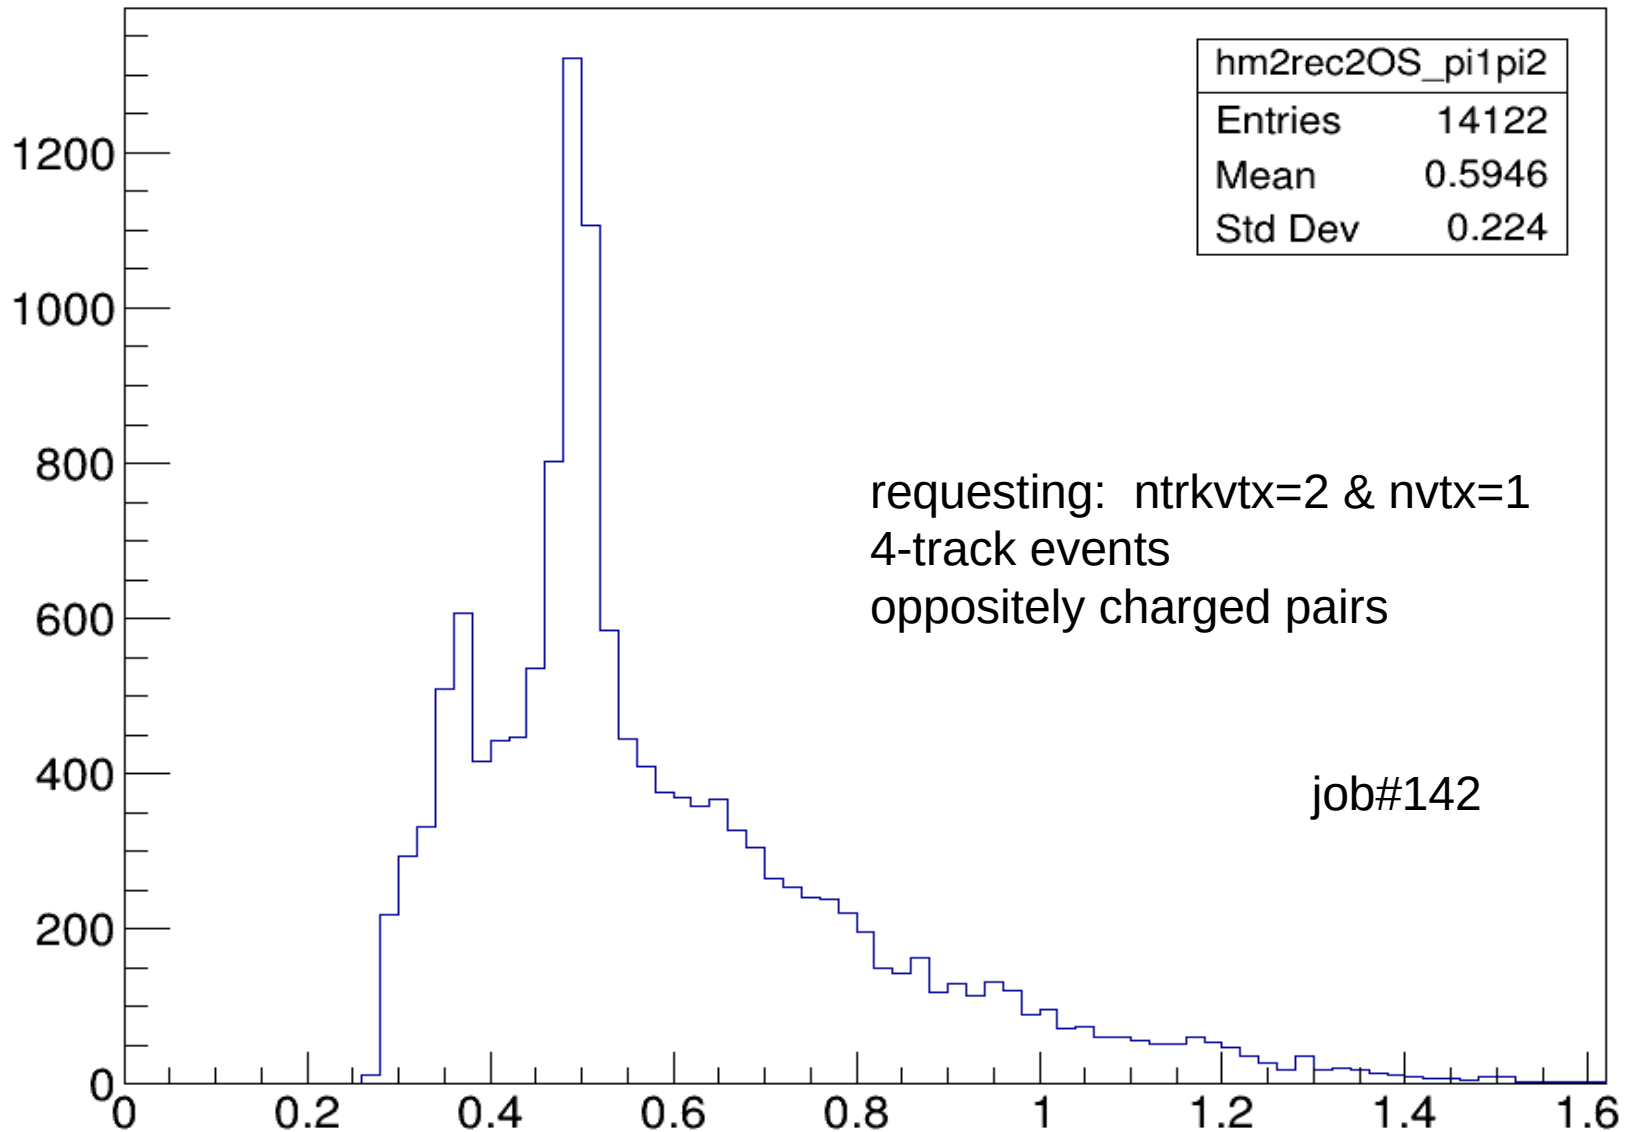 hm2rec2OS_pi1pi2
Entries 14122
Mean 0.5946
Std Dev 0.224
1200
1000
800
600
400
200
0
requesting:  ntrkvtx=2 & nvtx=1
4-track events
oppositely charged pairs
job#142
0 0.2 0.4 0.6 0.8 1 1.2 1.4 1.6